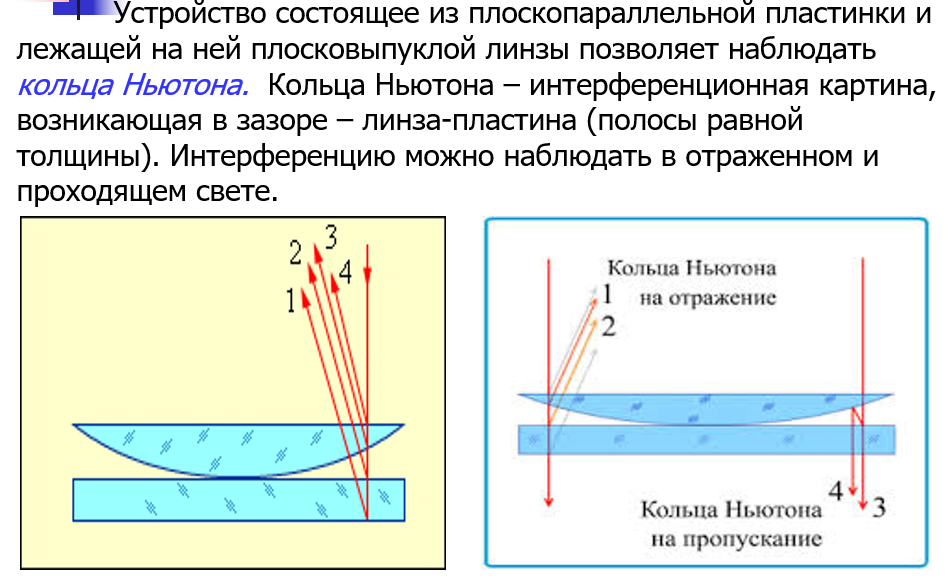 Устройство состоящее из плоскопараллельной пластинки и
лежащей на ней плосковыпуклой линзы позволяет наблюдать
кольца Ньютона. Кольца Ньютона – интерференционная картина,
возникающая в зазоре – линза-пластина (полосы равной
толщины). Интерференцию можно наблюдать в отраженном и
проходящем свете.
3
2
4
1
Кольца Ньютона
на отражение
1
2
4
3
Кольца Ньютона
на пропускание